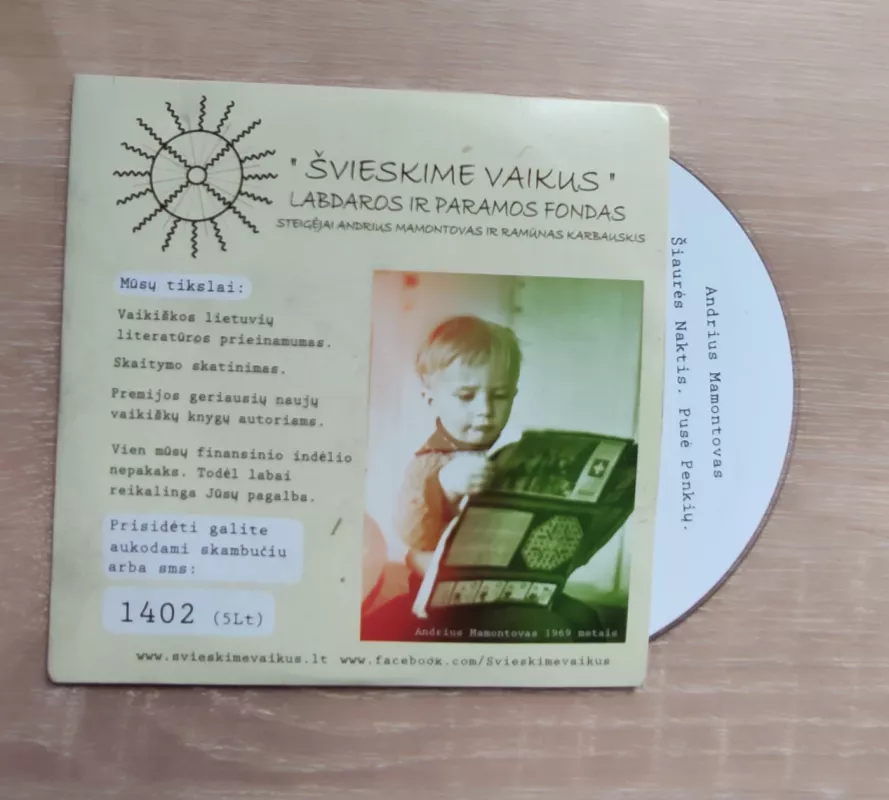 " ŠVIESKIME VAIKUS "
LABDAROS IR PARAMOS FONDAS
STEIGĖJAI ANDRIUS MAMONTOVAS IR RAMŪNAS KARBAUSKIS
Mūsų tikslai:
Vaikiškos lietuvių
literatūros prieinamumas.
Skaitymo skatinimas.
Premijos geriausių naujų
vaikiškų knygų autoriams.
Vien mūsų finansinio indėlio
nepakaks. Todėl labai
reikalinga Jūsų pagalba.
Prisidėti galite
aukodami skambučiu
arba sms:
1402 (5Lt)
Andrius Mamontovas 1969 metais
www.svieskimevaikus.lt www.facebook.com/Svieskimevaikus
Andrius Mamontovas
Šiaurės Naktis. Pusė Penkių.